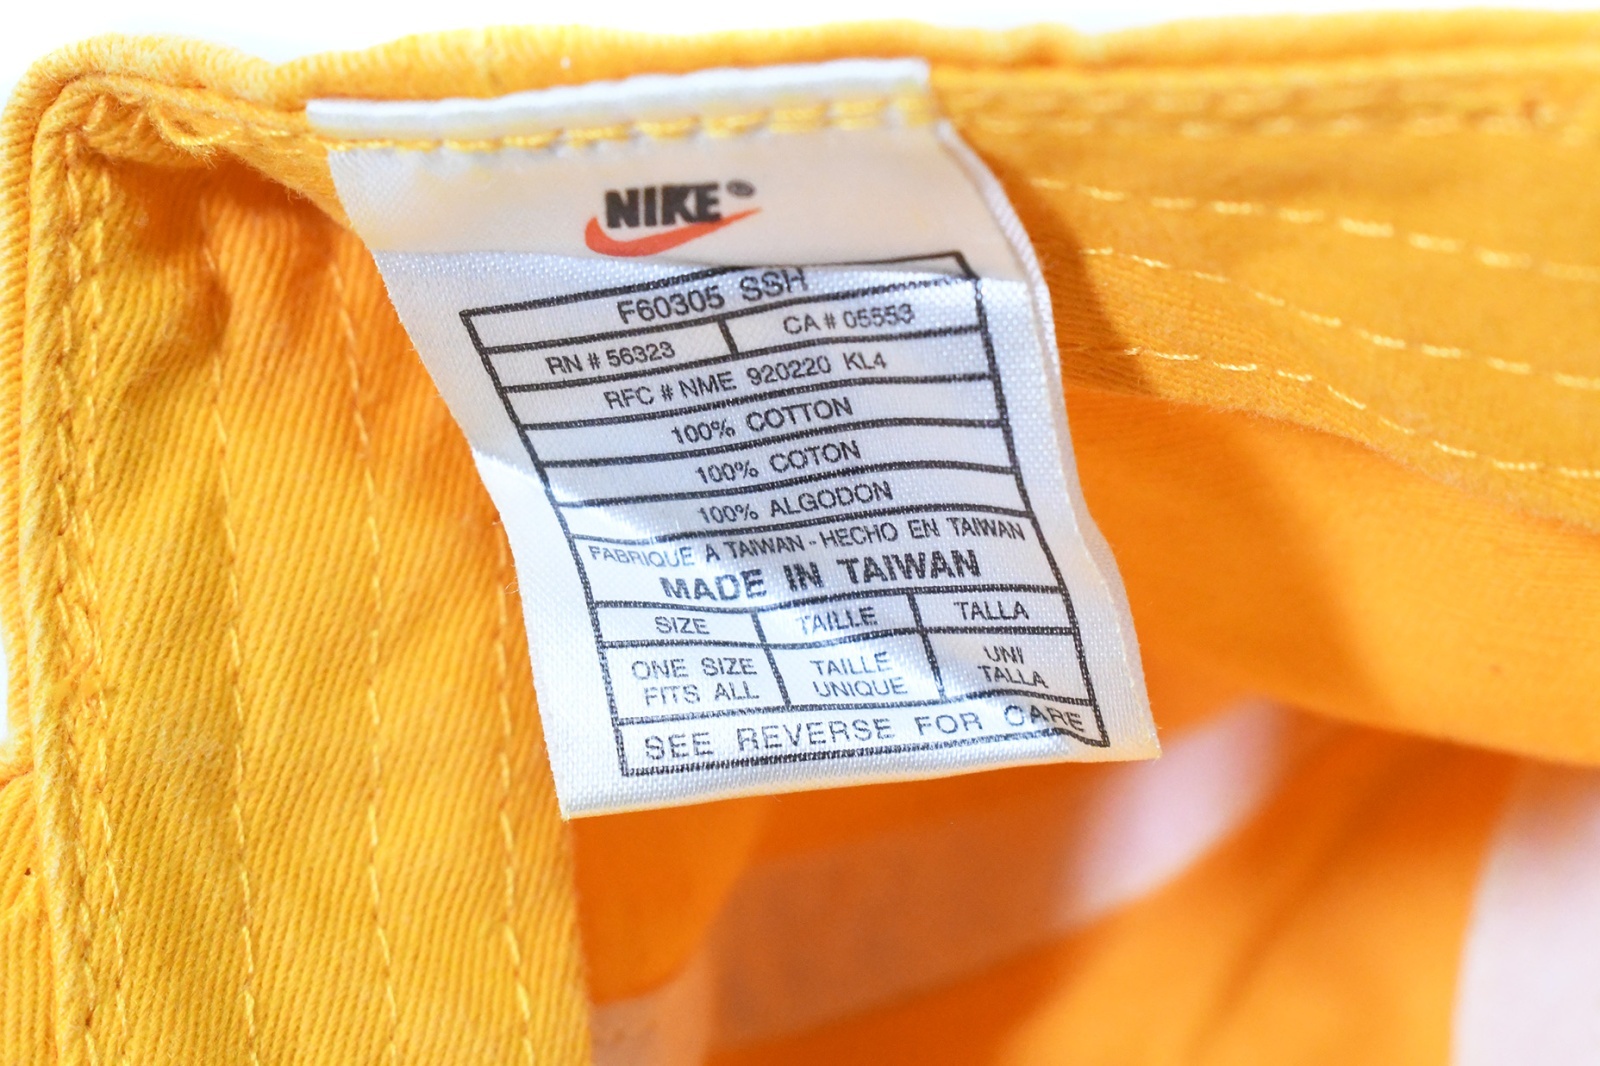 NIKE®
F60305 SSH
RN # 56323 CA # 05553
RFC # NME 920220 KL4
100% COTTON
100% COTON
100% ALGODON
FABRIQUE A TAIWAN - HECHO EN TAIWAN
MADE IN TAIWAN
SIZE TAILLE TALLA
ONE SIZE FITS ALL
TAILLE UNIQUE
UNI TALLA
SEE REVERSE FOR CARE